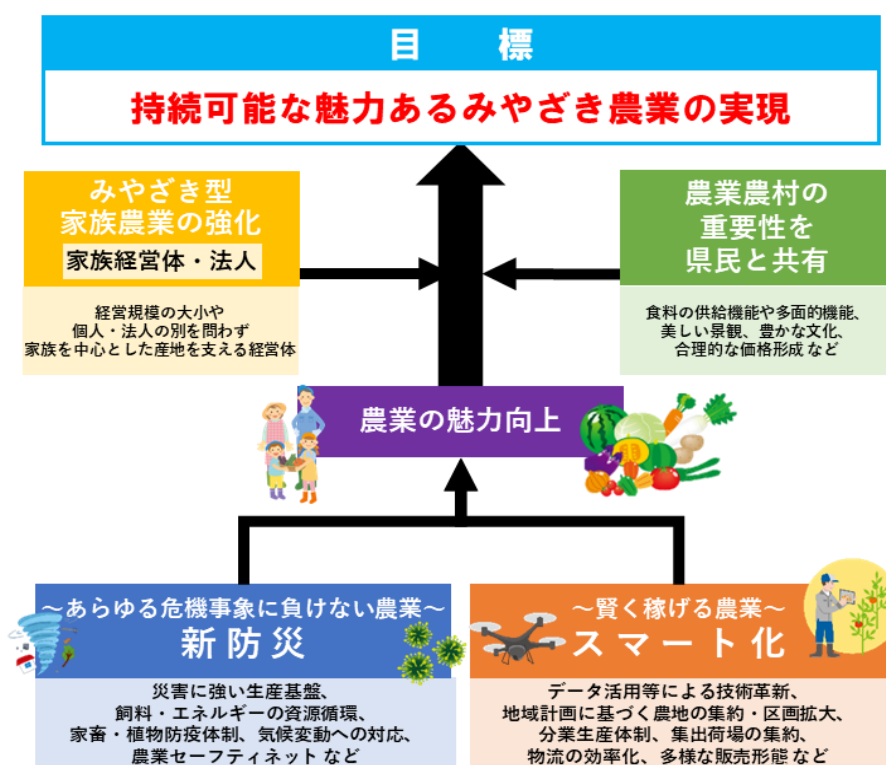 目　標
持続可能な魅力あるみやざき農業の実現
みやざき型
家族農業の強化
家族経営体・法人
経営規模の大小や
個人・法人の別を問わず
家族を中心とした産地を支える経営体
農業農村の
重要性を
県民と共有
食料の供給機能や多面的機能、
美しい景観、豊かな文化、
合理的な価格形成 など
農業の魅力向上
～あらゆる危機事象に負けない農業～
新防災
災害に強い生産基盤、
飼料・エネルギーの資源循環、
家畜・植物防疫体制、気候変動への対応、
農業セーフティネット など
～賢く稼げる農業～
スマート化
データ活用等による技術革新、
地域計画に基づく農地の集約・区画拡大、
分業生産体制、集出荷場の集約、
物流の効率化、多様な販売形態 など